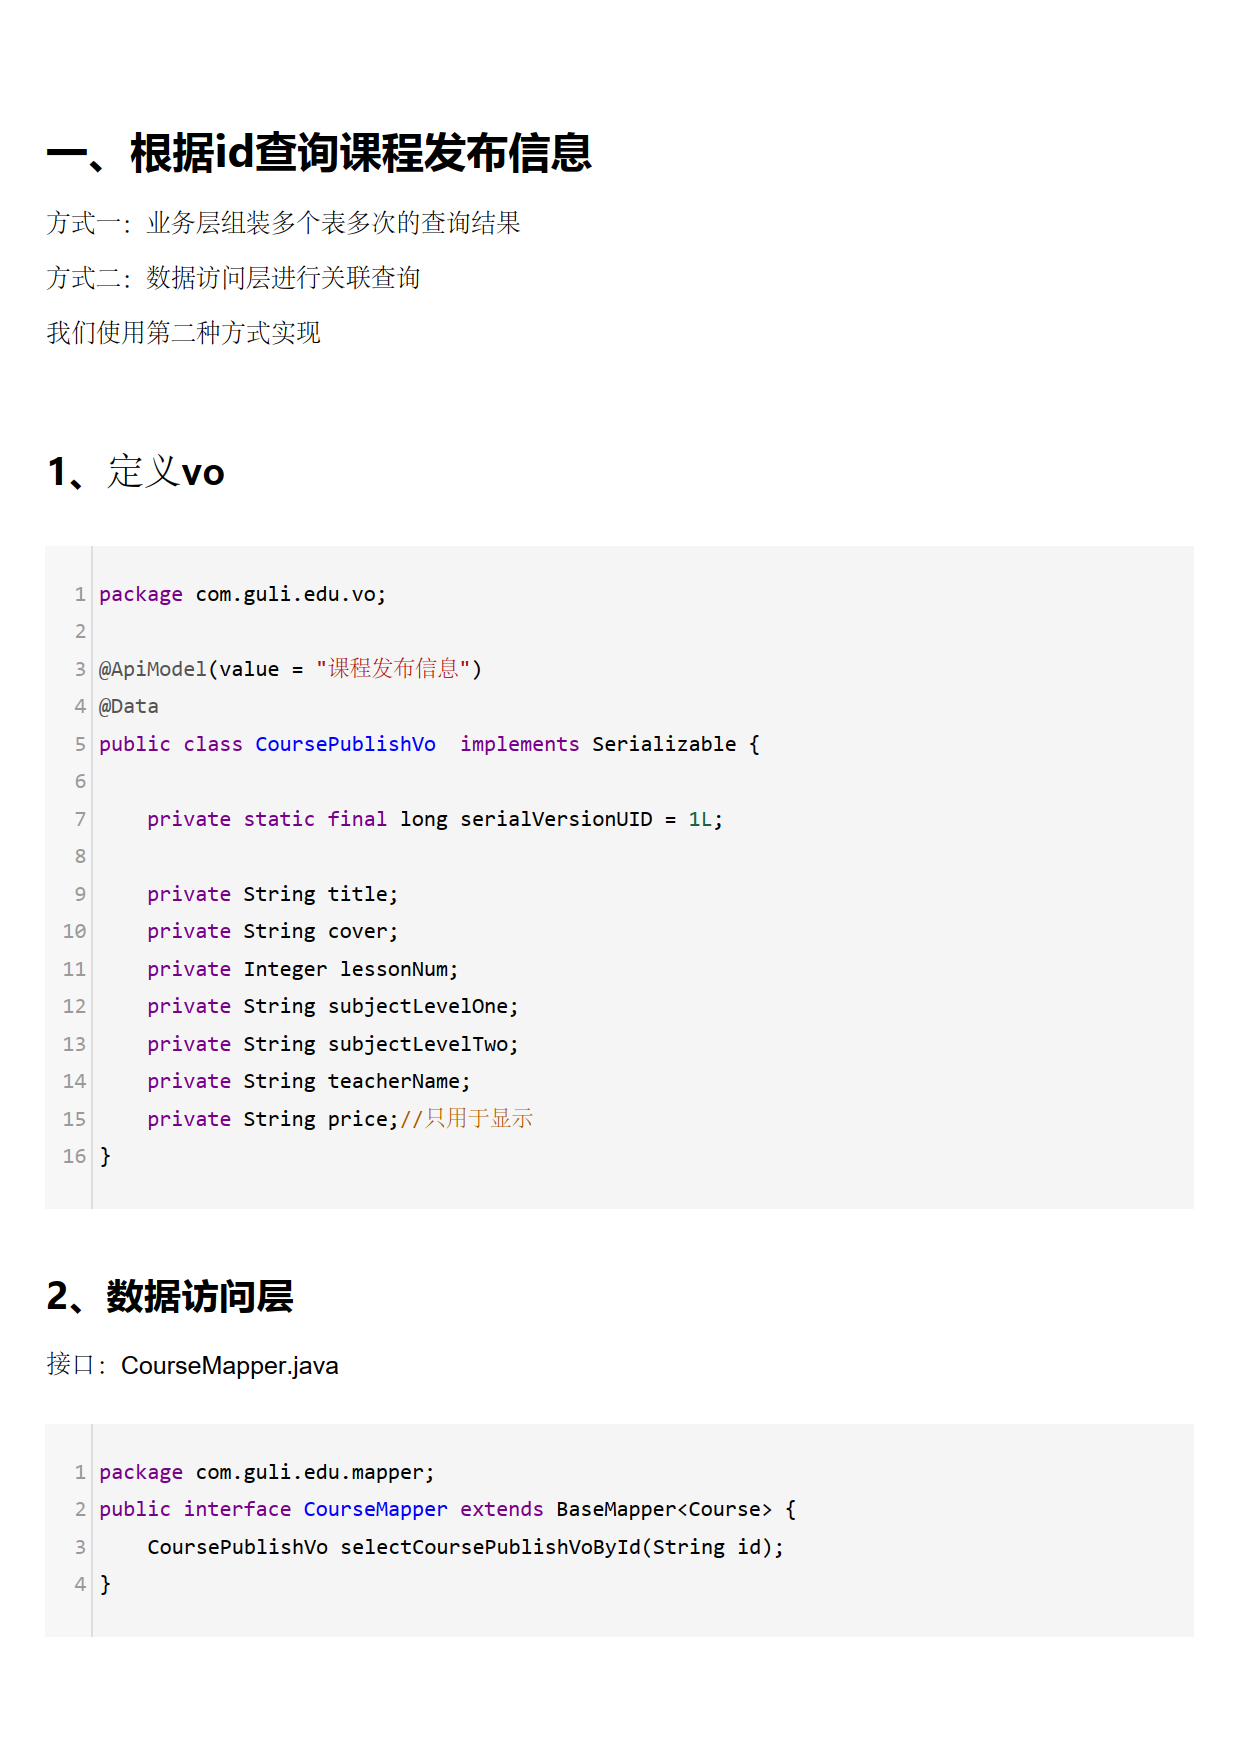 一、根据id查询课程发布信息
方式一：业务层组装多个表多次的查询结果
方式二：数据访问层进行关联查询
我们使用第二种方式实现
1、定义vo
1 package com.guli.edu.vo;
2
3 @ApiModel(value = "课程发布信息")
4 @Data
5 public class CoursePublishVo  implements Serializable {
6
7     private static final long serialVersionUID = 1L;
8
9     private String title;
10     private String cover;
11     private Integer lessonNum;
12     private String subjectLevelOne;
13     private String subjectLevelTwo;
14     private String teacherName;
15     private String price;//只用于显示
16 }
2、数据访问层
接口：CourseMapper.java
1 package com.guli.edu.mapper;
2 public interface CourseMapper extends BaseMapper<Course> {
3     CoursePublishVo selectCoursePublishVoById(String id);
4 }